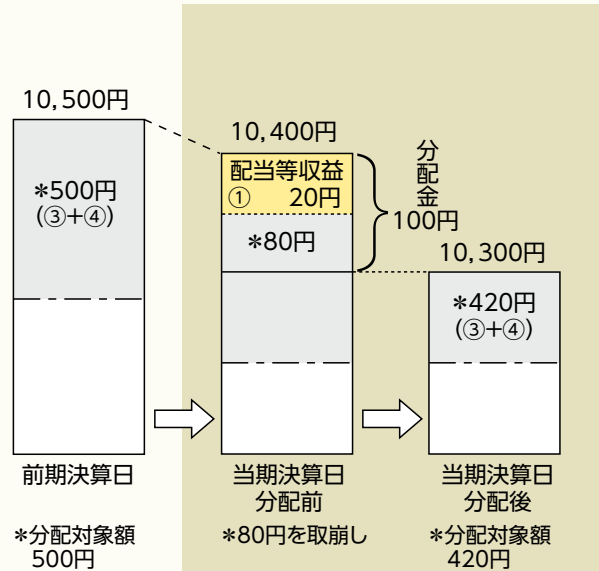 10,500円
*500円
(③+④)
前期決算日
*分配対象額
500円
10,400円
配当等収益
① 20円
*80円
分配金
100円
当期決算日
分配前
*80円を取崩し
10,300円
*420円
(③+④)
当期決算日
分配後
*分配対象額
420円